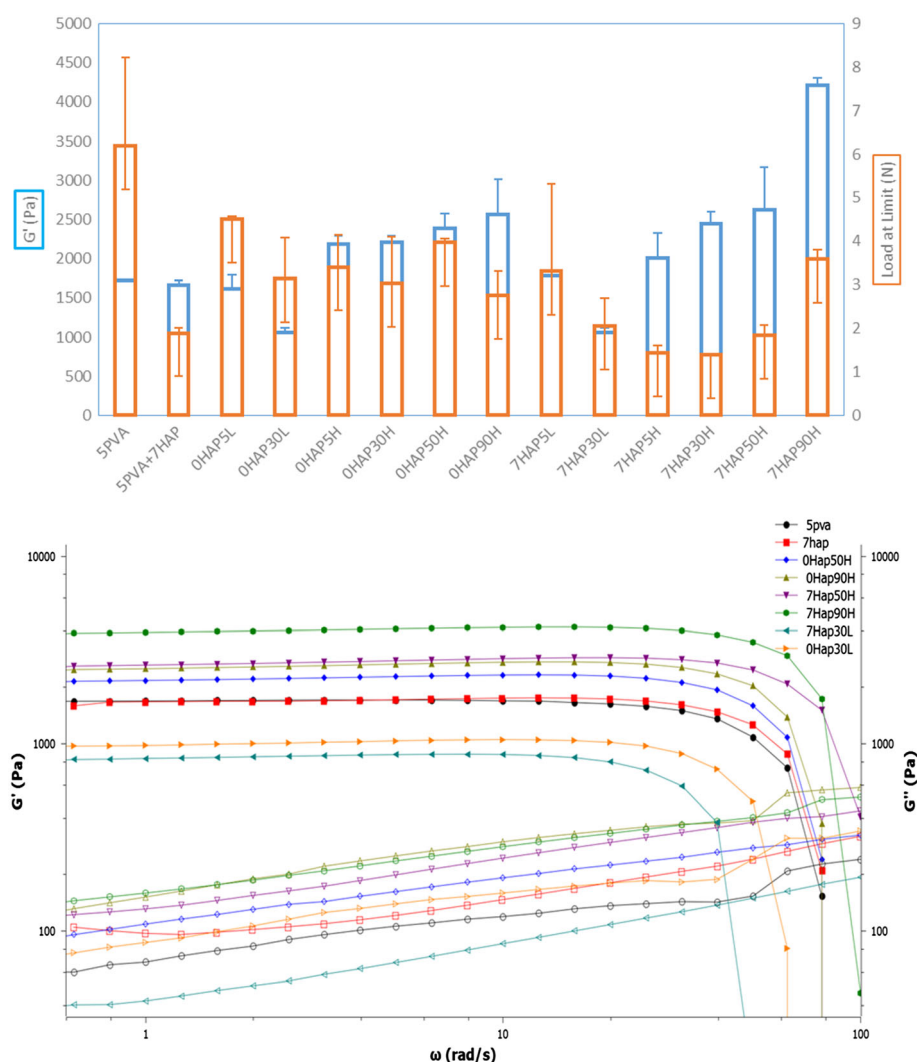 5000
4500
4000
3500
3000
2500
2000
1500
1000
500
0
G' (Pa)
9
8
7
6
5
4
3
2
1
0
Load at Limit (N)
5PVA
5PVA+7HAP
0HAP5L
0HAP30L
0HAP5H
0HAP30H
0HAP50H
0HAP90H
7HAP5L
7HAP30L
7HAP5H
7HAP30H
7HAP50H
7HAP90H
5pva
7hap
0Hap50H
0Hap90H
7Hap50H
7Hap90H
7Hap30L
0Hap30L
10000
1000
100
G' (Pa)
10000
1000
100
G'' (Pa)
1
10
100
ω (rad/s)